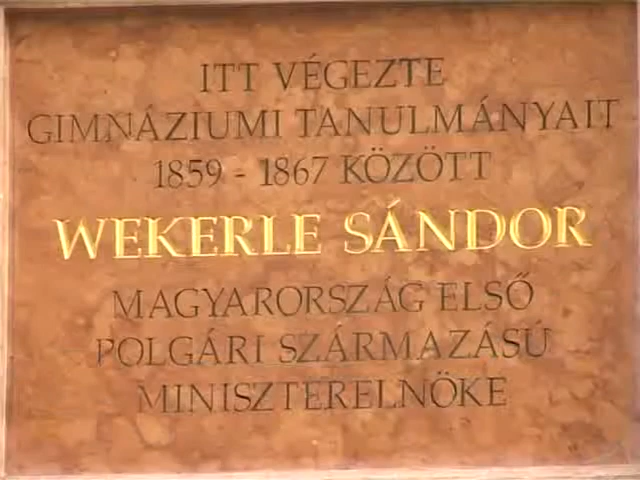 ITT VÉGEZTE
GIMNÁZIUMI TANULMÁNYAIT
1859 - 1867 KÖZÖTT
WEKERLE SÁNDOR
MAGYARORSZÁG ELSŐ
POLGÁRI SZÁRMAZÁSÚ
MINISZTERELNÖKE